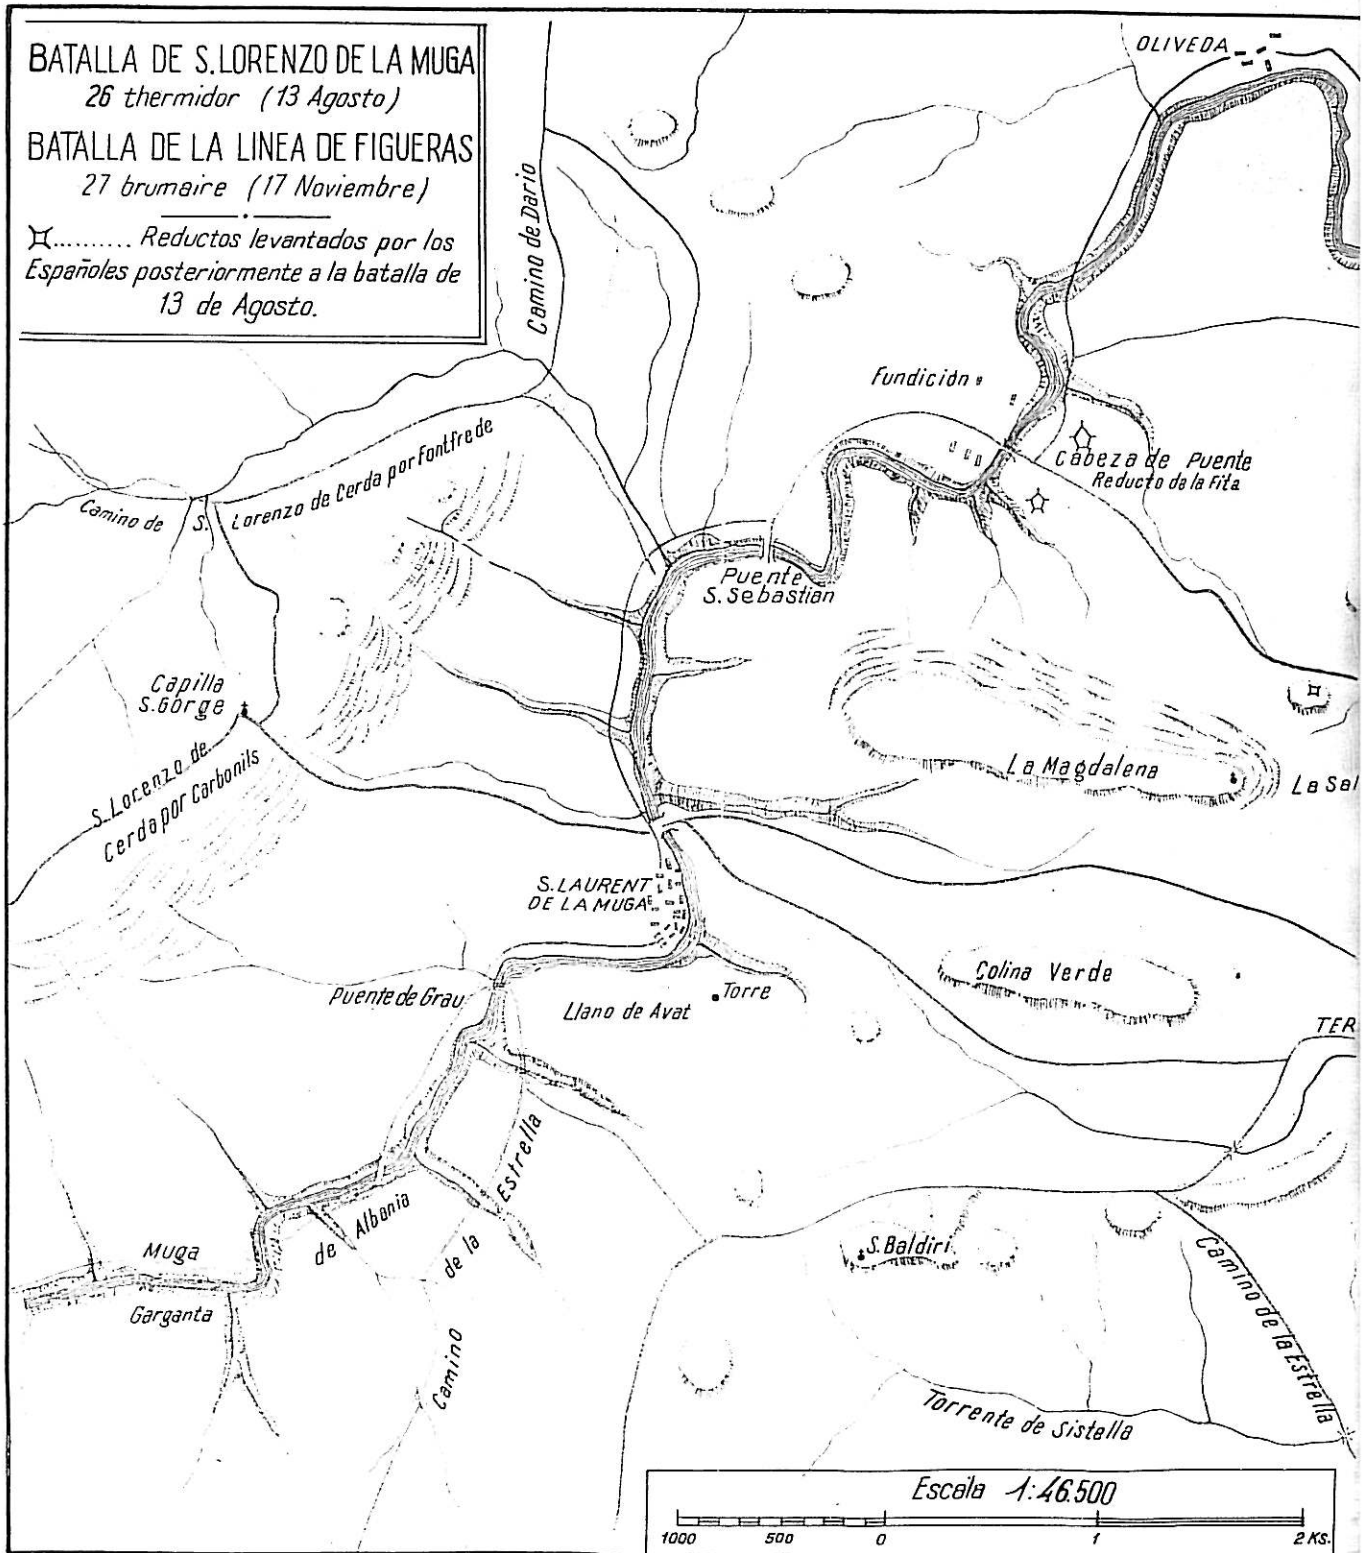 BATALLA DE S. LORENZO DE LA MUGA
26 thermidor (13 Agosto)
BATALLA DE LA LINEA DE FIGUERAS
27 brumaire (17 Noviembre)
.......... Reductos levantados por los
Españoles posteriormente a la batalla de
13 de Agosto.
OLIVEDA
Camino de Dario
Fundición
Cabeza de Puente
Reducto de la Fita
Camino de S. Lorenzo de Cerda por Fontfrede
Puente
S. Sebastian
Capilla
S. Gorge
S. Lorenzo de
Cerda por Carbonils
La Magdalena
La Sal
S. LAURENT
DE LA MUGA
Colina Verde
Puente de Grau
Llano de Avat
Torre
TER
Muga
Garganta
de Albania
Camino de la Estrella
S. Baldiri
Camino de la Estrella
Torrente de Sistella
Escala 1:46.500
1000 500 0 1 2 KS.